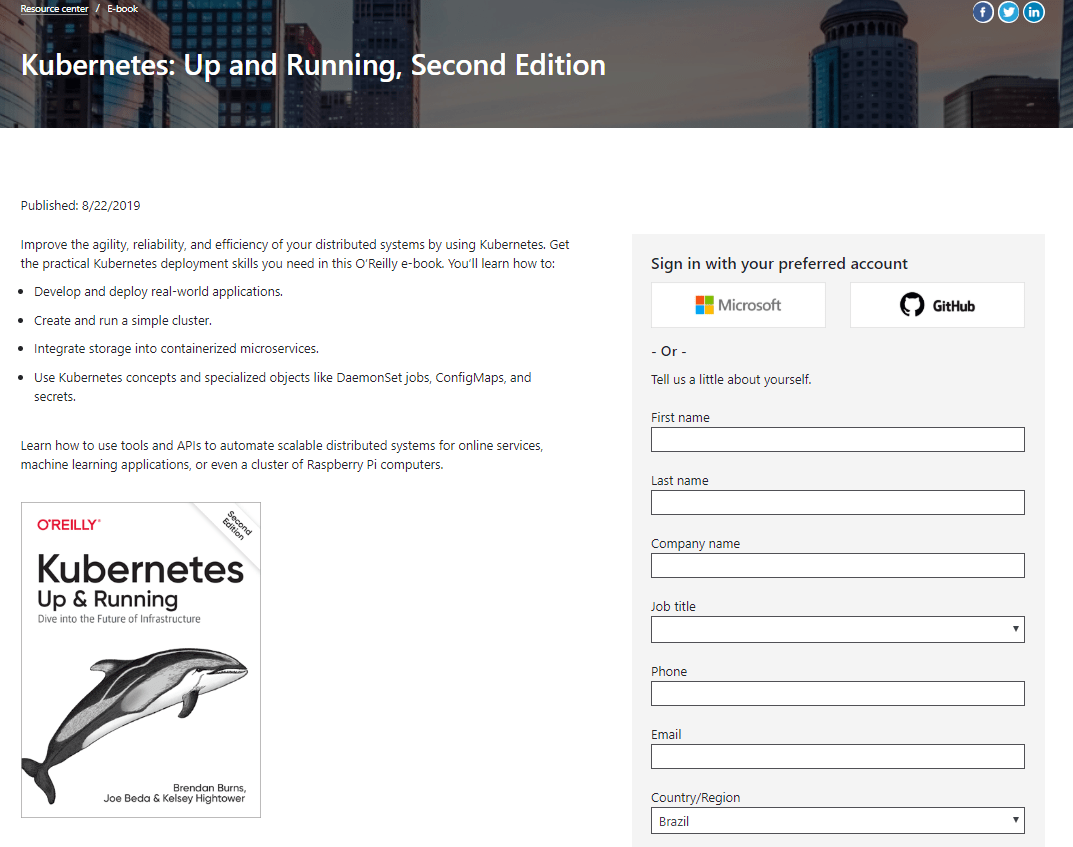 Resource center / E-book
Kubernetes: Up and Running, Second Edition
Published: 8/22/2019
Improve the agility, reliability, and efficiency of your distributed systems by using Kubernetes. Get
the practical Kubernetes deployment skills you need in this O'Reilly e-book. You'll learn how to:
Develop and deploy real-world applications.
Create and run a simple cluster.
Integrate storage into containerized microservices.
Use Kubernetes concepts and specialized objects like DaemonSet jobs, ConfigMaps, and
secrets.
Learn how to use tools and APIs to automate scalable distributed systems for online services,
machine learning applications, or even a cluster of Raspberry Pi computers.
O'REILLY®
Second
Edition
Kubernetes
Up & Running
Dive into the Future of Infrastructure
Brendan Burns,
Joe Beda & Kelsey Hightower
Sign in with your preferred account
Microsoft
GitHub
- Or -
Tell us a little about yourself.
First name
Last name
Company name
Job title
Phone
Email
Country/Region
Brazil